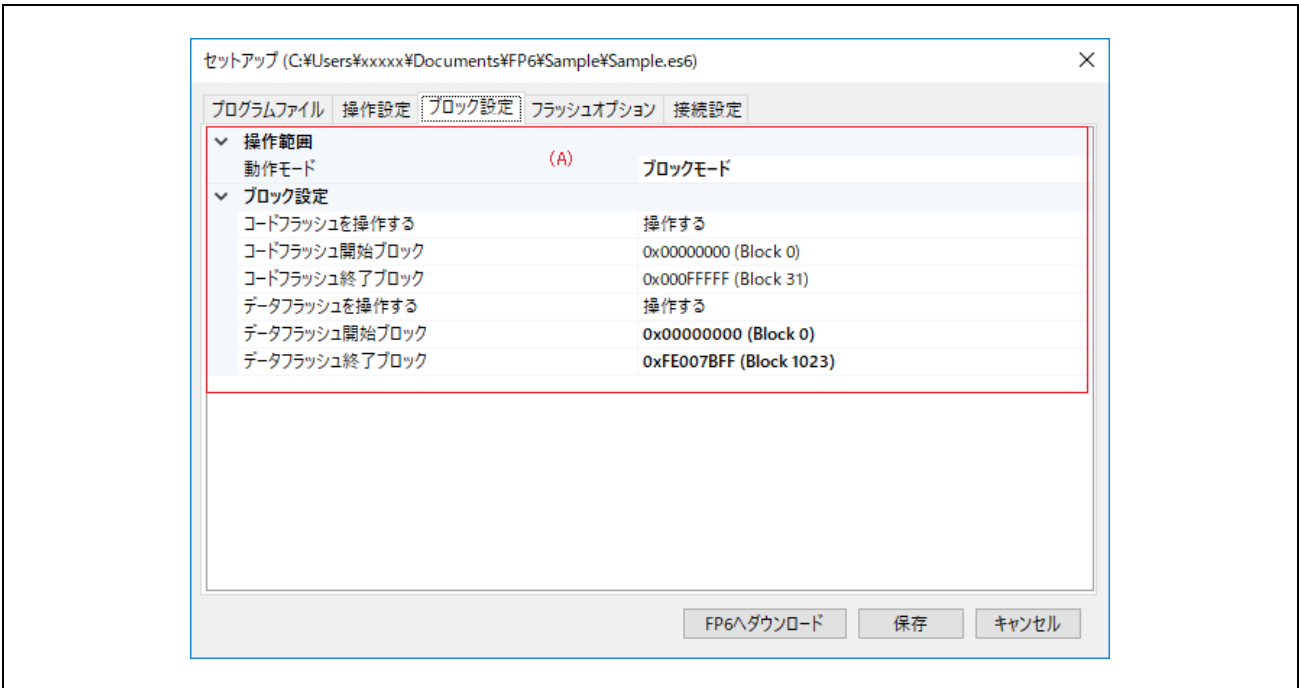 セットアップ (C:¥Users¥xxxxx¥Documents¥FP6¥Sample¥Sample.es6)
プログラムファイル 操作設定 ブロック設定 フラッシュオプション 接続設定
操作範囲
(A)
動作モード ブロックモード
ブロック設定
コードフラッシュを操作する 操作する
コードフラッシュ開始ブロック 0x00000000 (Block 0)
コードフラッシュ終了ブロック 0x000FFFFF (Block 31)
データフラッシュを操作する 操作する
データフラッシュ開始ブロック 0x00000000 (Block 0)
データフラッシュ終了ブロック 0xFE007BFF (Block 1023)
FP6へダウンロード 保存 キャンセル